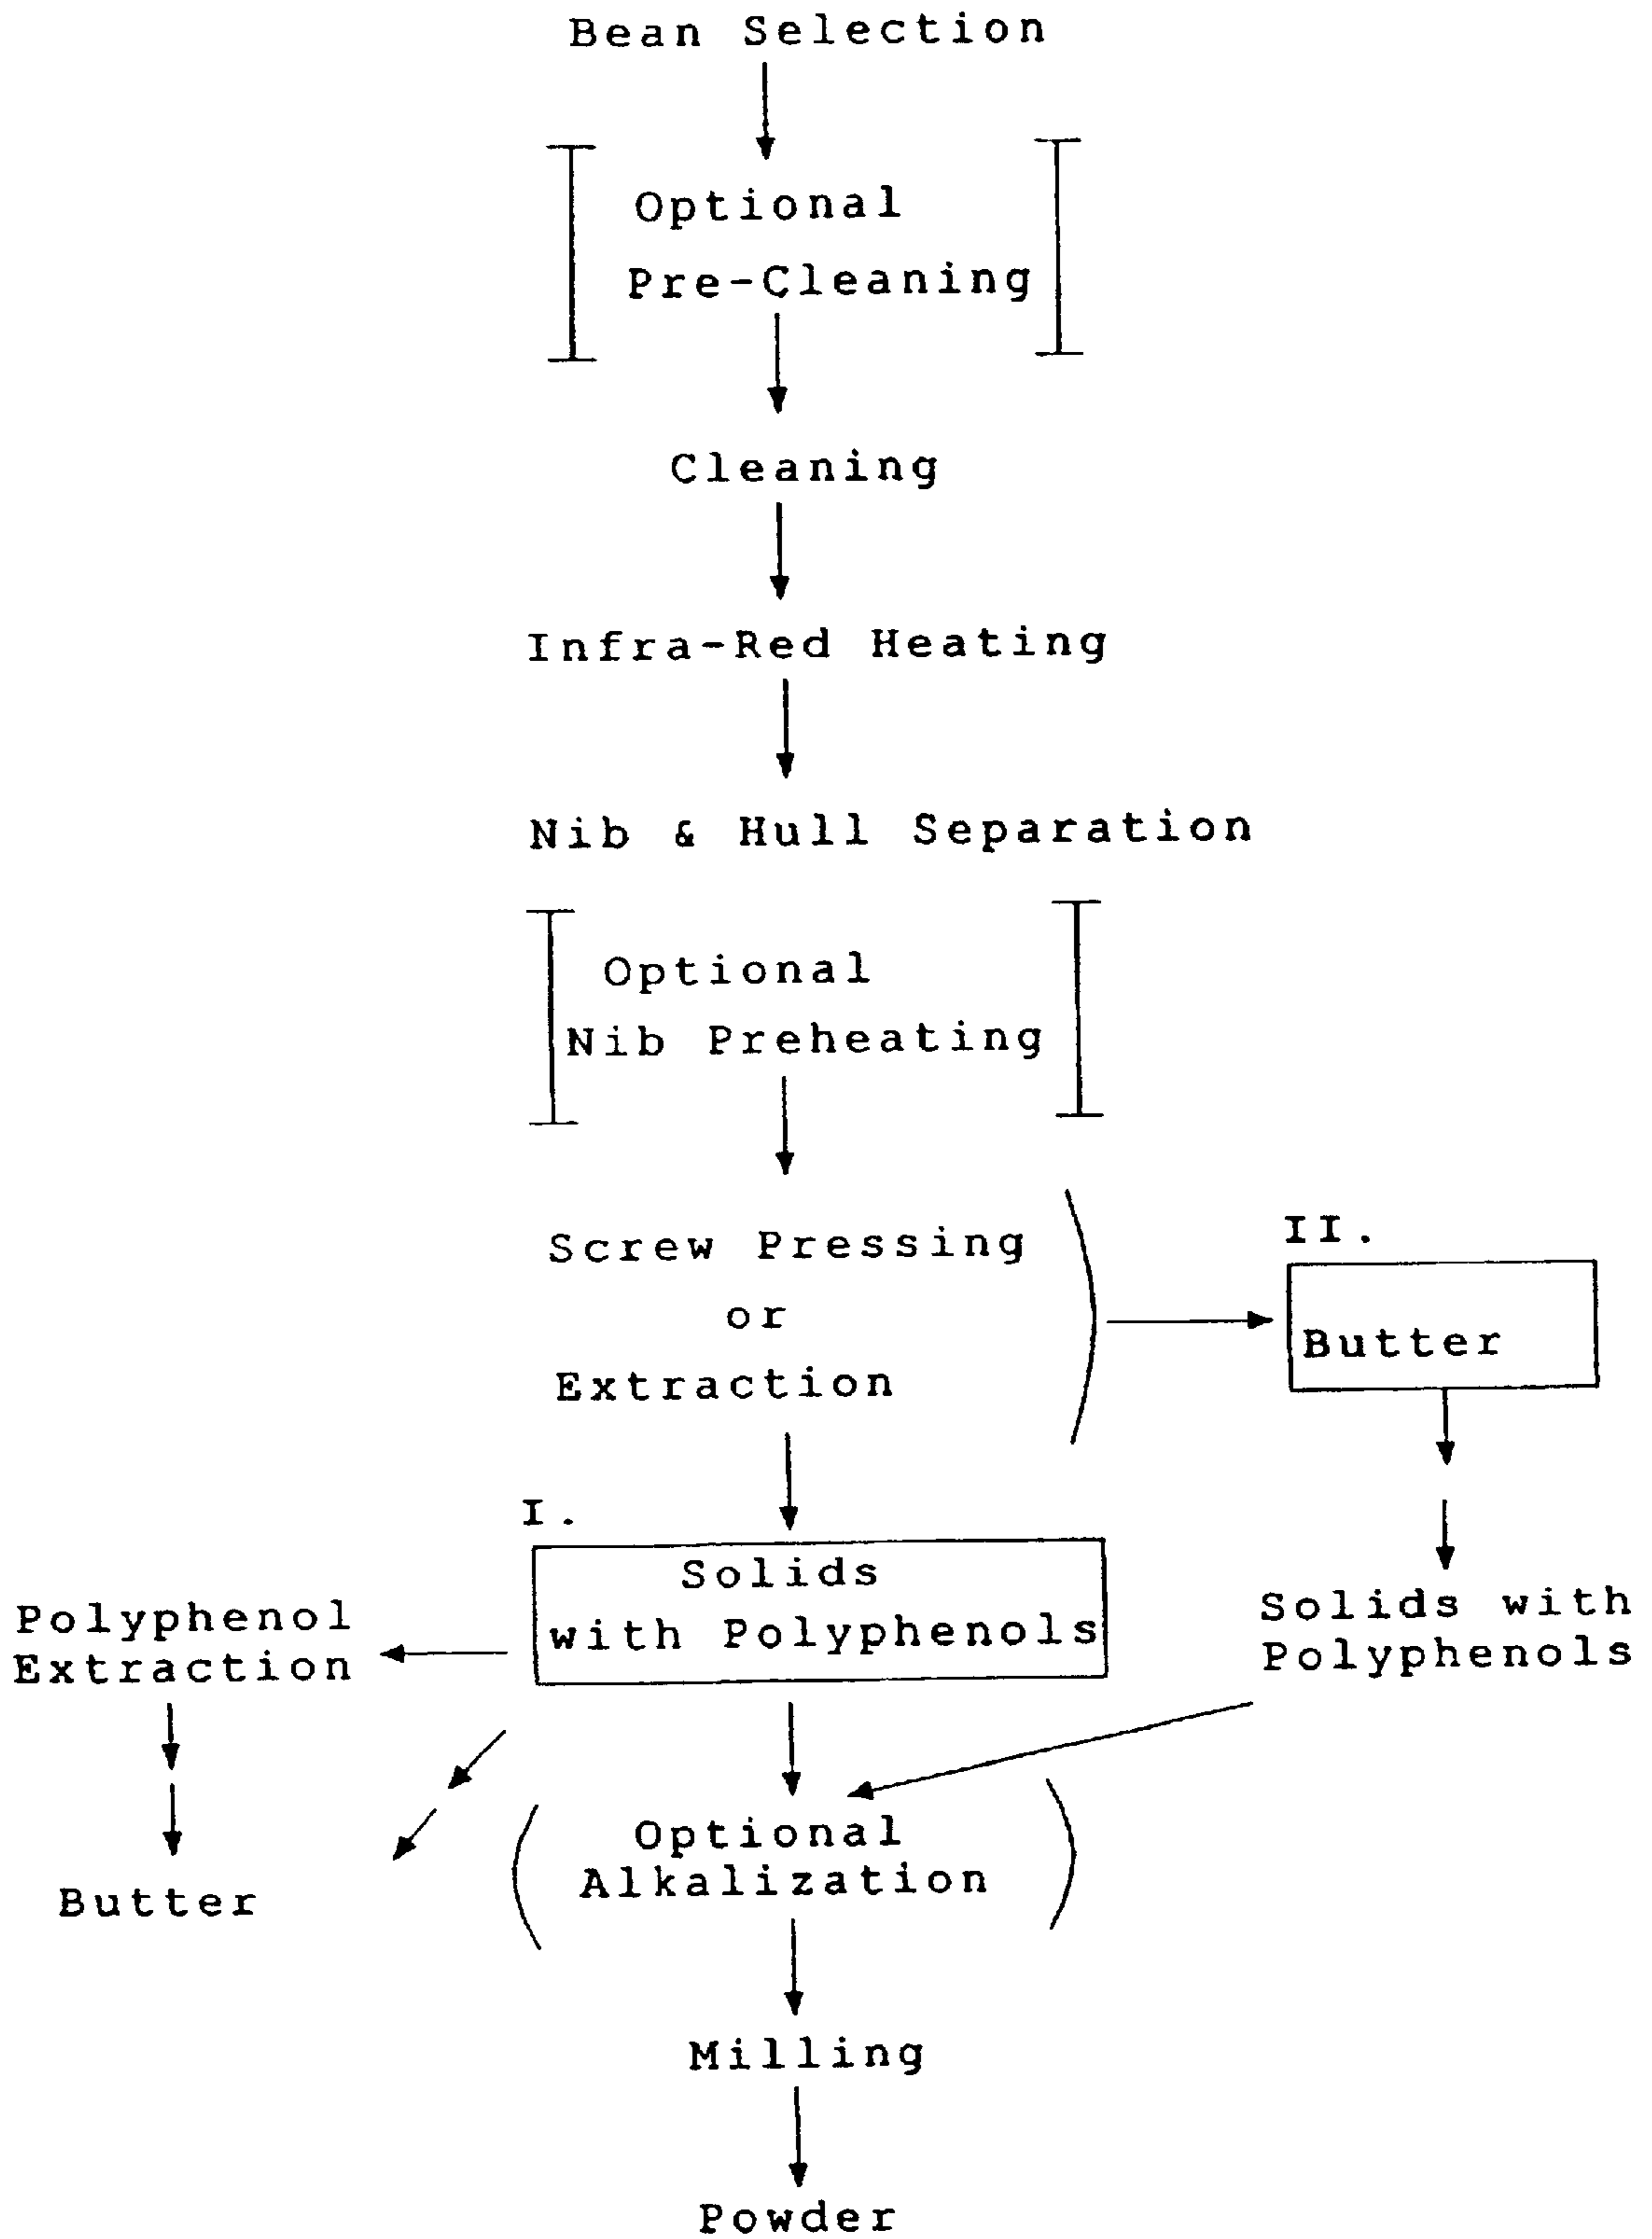 Bean Selection
Optional
Pre-Cleaning
Cleaning
Infra-Red Heating
Nib & Hull Separation
Optional
Nib Preheating
Screw Pressing
or
Extraction
II.
Butter
I.
Solids
with Polyphenols
Polyphenol
Extraction
Solids with
Polyphenols
Butter
Optional
Alkalization
Milling
Powder